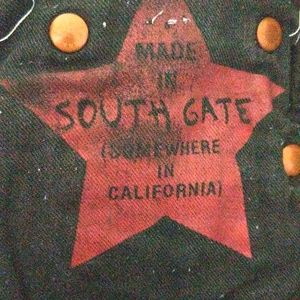 MADE
IN
SOUTH GATE
(SOMEWHERE
IN
CALIFORNIA)